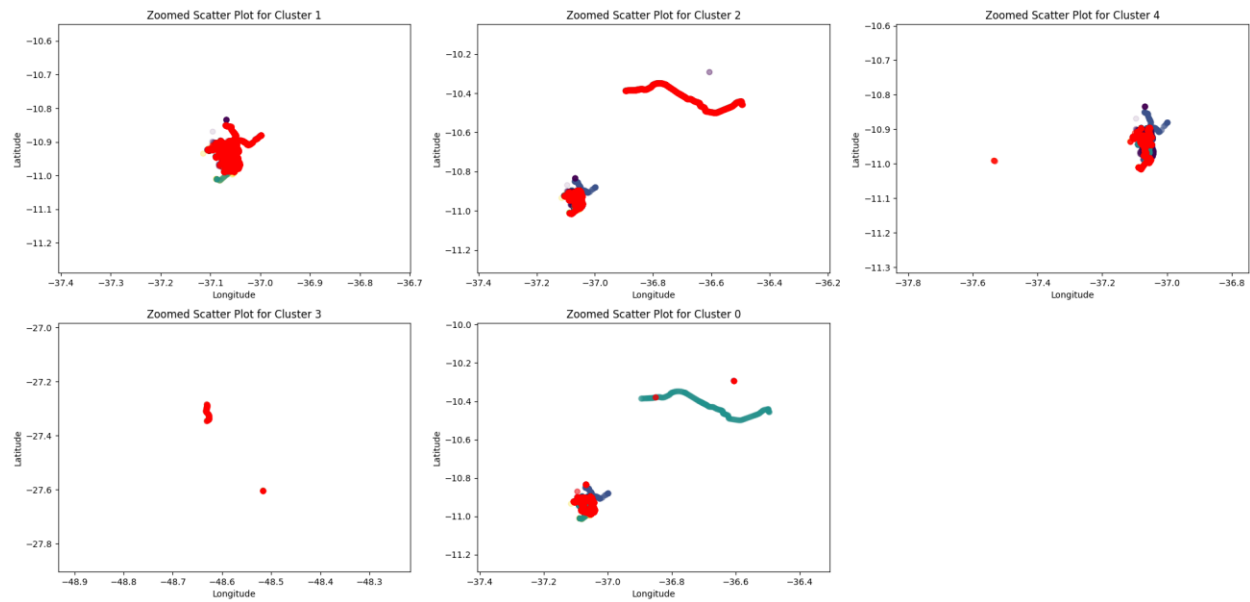 Zoomed Scatter Plot for Cluster 1
Latitude
−10.6
−10.7
−10.8
−10.9
−11.0
−11.1
−11.2
−37.4 −37.3 −37.2 −37.1 −37.0 −36.9 −36.8 −36.7
Longitude
Zoomed Scatter Plot for Cluster 2
Latitude
−10.2
−10.4
−10.6
−10.8
−11.0
−11.2
−37.4 −37.2 −37.0 −36.8 −36.6 −36.4 −36.2
Longitude
Zoomed Scatter Plot for Cluster 4
Latitude
−10.6
−10.7
−10.8
−10.9
−11.0
−11.1
−11.2
−11.3
−37.8 −37.6 −37.4 −37.2 −37.0 −36.8
Longitude
Zoomed Scatter Plot for Cluster 3
Latitude
−27.0
−27.2
−27.4
−27.6
−27.8
−48.9 −48.8 −48.7 −48.6 −48.5 −48.4 −48.3
Longitude
Zoomed Scatter Plot for Cluster 0
Latitude
−10.0
−10.2
−10.4
−10.6
−10.8
−11.0
−11.2
−37.4 −37.2 −37.0 −36.8 −36.6 −36.4
Longitude